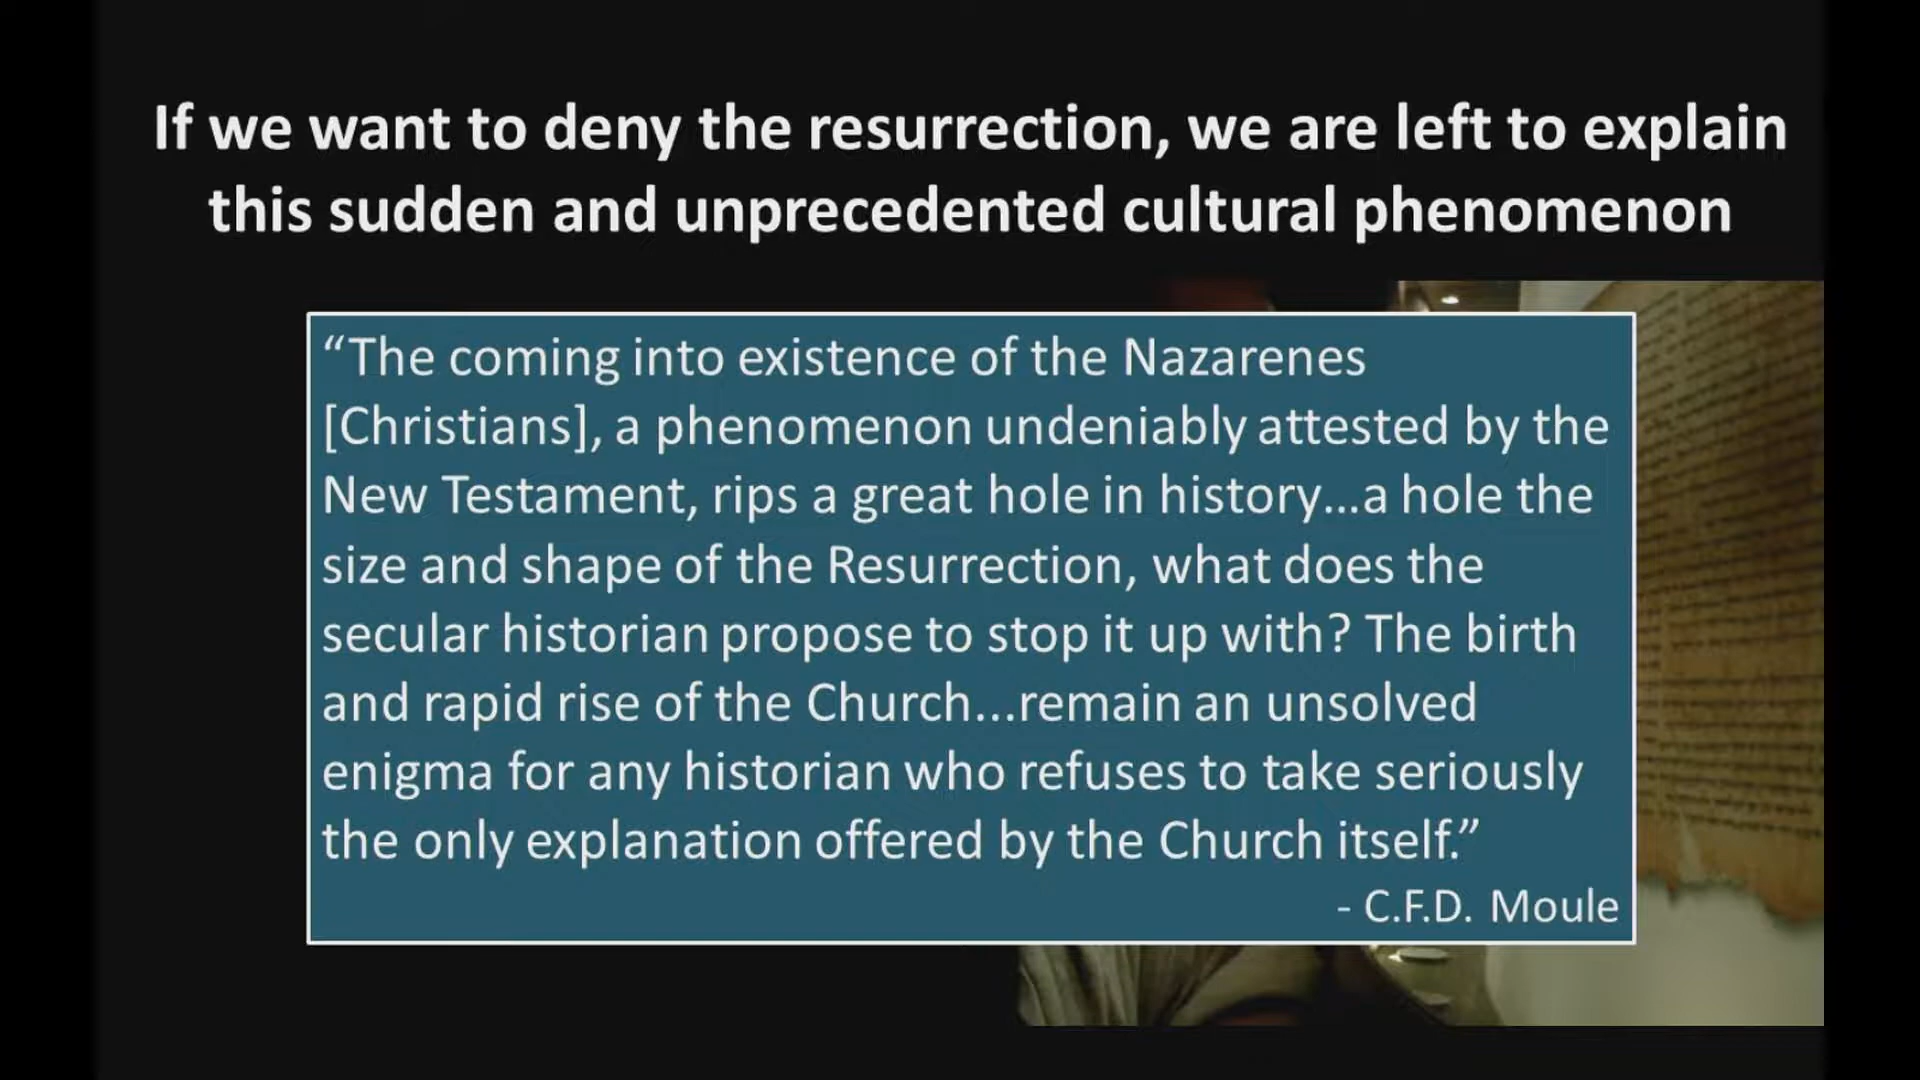 If we want to deny the resurrection, we are left to explain
this sudden and unprecedented cultural phenomenon
“The coming into existence of the Nazarenes
[Christians], a phenomenon undeniably attested by the
New Testament, rips a great hole in history...a hole the
size and shape of the Resurrection, what does the
secular historian propose to stop it up with? The birth
and rapid rise of the Church...remain an unsolved
enigma for any historian who refuses to take seriously
the only explanation offered by the Church itself.”
- C.F.D. Moule